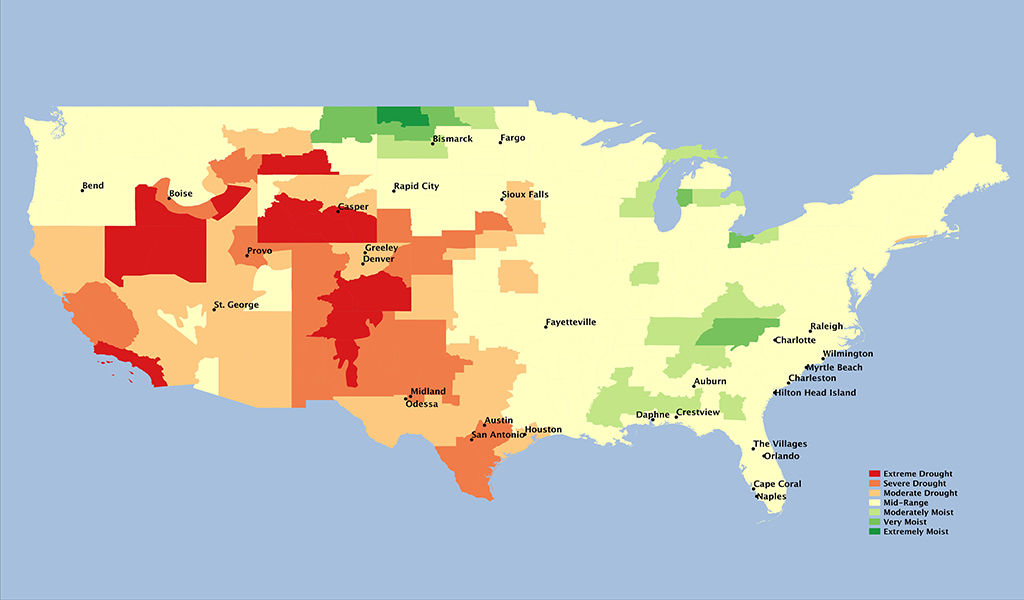 Bismarck
Fargo
Bend
Boise
Rapid City
Sioux Falls
Casper
Provo
Greeley
Denver
St. George
Fayetteville
Raleigh
Charlotte
Wilmington
Myrtle Beach
Charleston
Auburn
Hilton Head Island
Midland
Odessa
Daphne
Crestview
Austin
San Antonio
Houston
The Villages
Orlando
Cape Coral
Naples
Extreme Drought
Severe Drought
Moderate Drought
Mid-Range
Moderately Moist
Very Moist
Extremely Moist